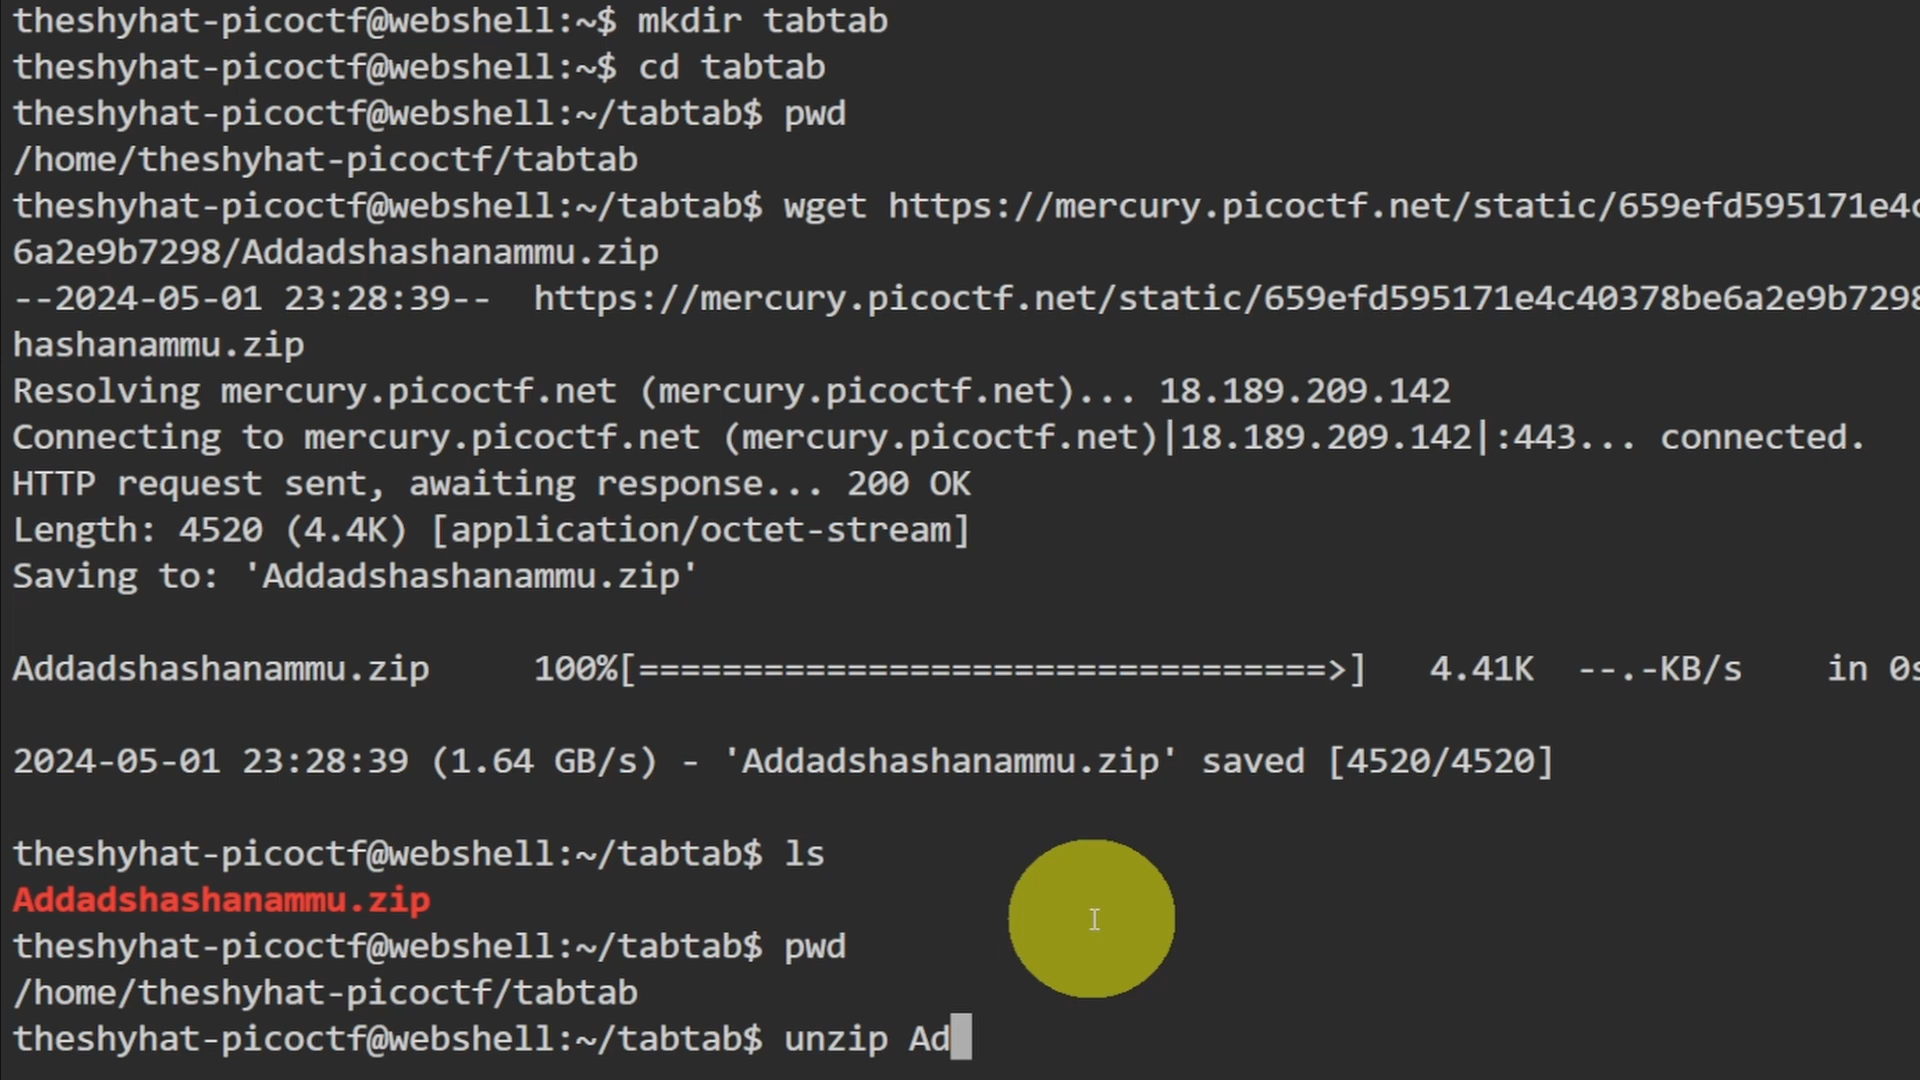 theshyhat-picoctf@webshell:~$ mkdir tabtab
theshyhat-picoctf@webshell:~$ cd tabtab
theshyhat-picoctf@webshell:~/tabtab$ pwd
/home/theshyhat-picoctf/tabtab
theshyhat-picoctf@webshell:~/tabtab$ wget https://mercury.picoctf.net/static/659efd595171e4c
6a2e9b7298/Addadshashanammu.zip
--2024-05-01 23:28:39--  https://mercury.picoctf.net/static/659efd595171e4c40378be6a2e9b7298
hashanammu.zip
Resolving mercury.picoctf.net (mercury.picoctf.net)... 18.189.209.142
Connecting to mercury.picoctf.net (mercury.picoctf.net)|18.189.209.142|:443... connected.
HTTP request sent, awaiting response... 200 OK
Length: 4520 (4.4K) [application/octet-stream]
Saving to: 'Addadshashanammu.zip'
Addadshashanammu.zip     100%[=================================>]   4.41K  --.-KB/s    in 0s
2024-05-01 23:28:39 (1.64 GB/s) - 'Addadshashanammu.zip' saved [4520/4520]
theshyhat-picoctf@webshell:~/tabtab$ ls
Addadshashanammu.zip
theshyhat-picoctf@webshell:~/tabtab$ pwd
/home/theshyhat-picoctf/tabtab
theshyhat-picoctf@webshell:~/tabtab$ unzip Ad